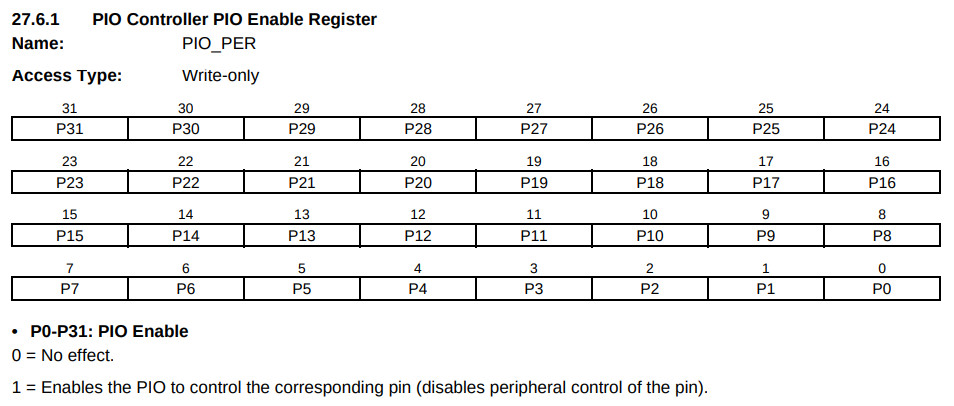 27.6.1 PIO Controller PIO Enable Register
Name: PIO_PER
Access Type: Write-only
31 30 29 28 27 26 25 24
P31 P30 P29 P28 P27 P26 P25 P24
23 22 21 20 19 18 17 16
P23 P22 P21 P20 P19 P18 P17 P16
15 14 13 12 11 10 9 8
P15 P14 P13 P12 P11 P10 P9 P8
7 6 5 4 3 2 1 0
P7 P6 P5 P4 P3 P2 P1 P0
• P0-P31: PIO Enable
0 = No effect.
1 = Enables the PIO to control the corresponding pin (disables peripheral control of the pin).